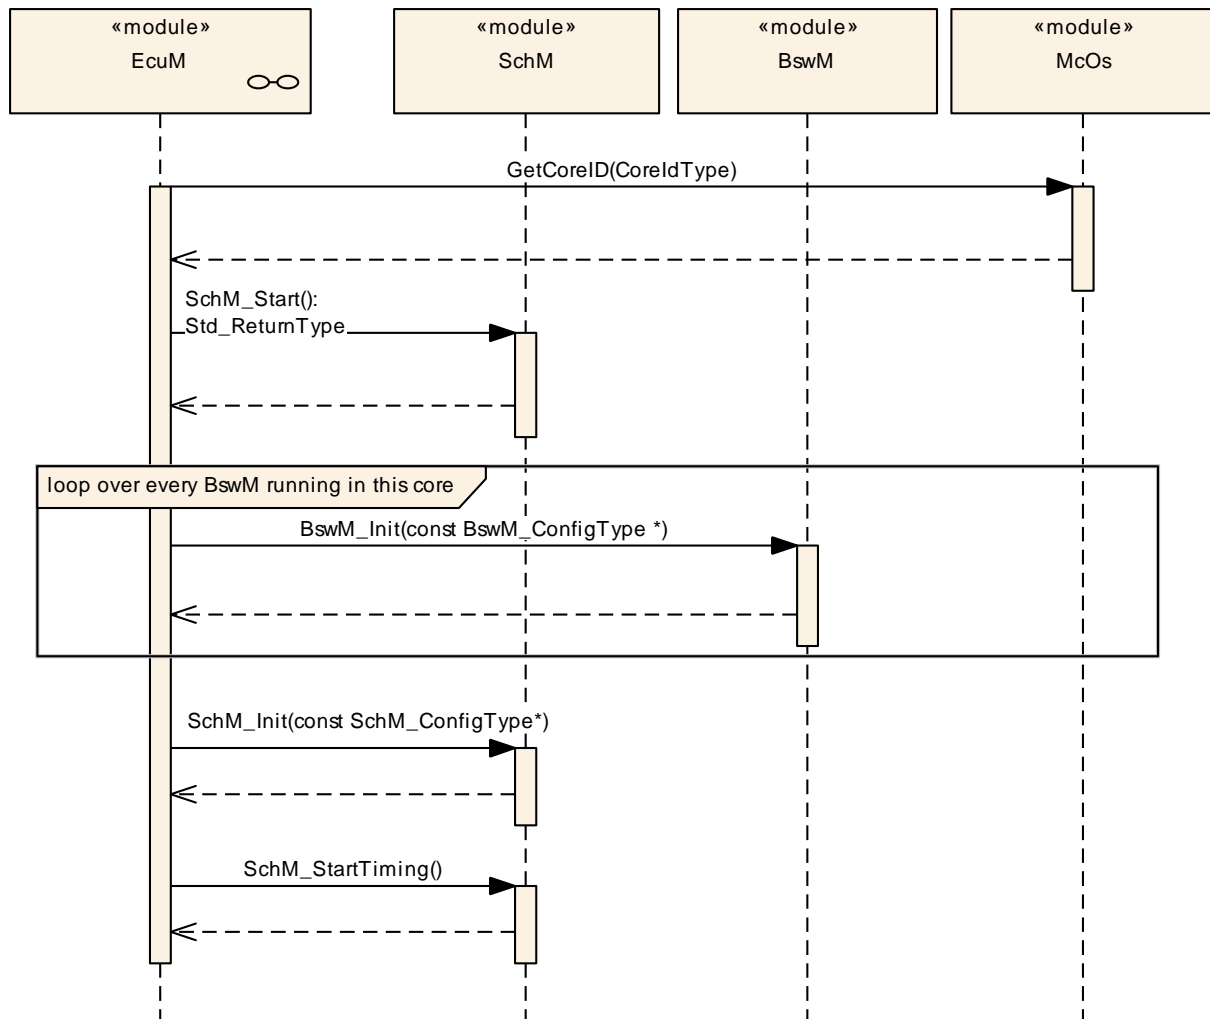 «module»
EcuM
«module»
SchM
«module»
BswM
«module»
McOs
GetCoreID(CoreIdType)
SchM_Start():
Std_ReturnType
loop over every BswM running in this core
BswM_Init(const BswM_ConfigType *)
SchM_Init(const SchM_ConfigType*)
SchM_StartTiming()